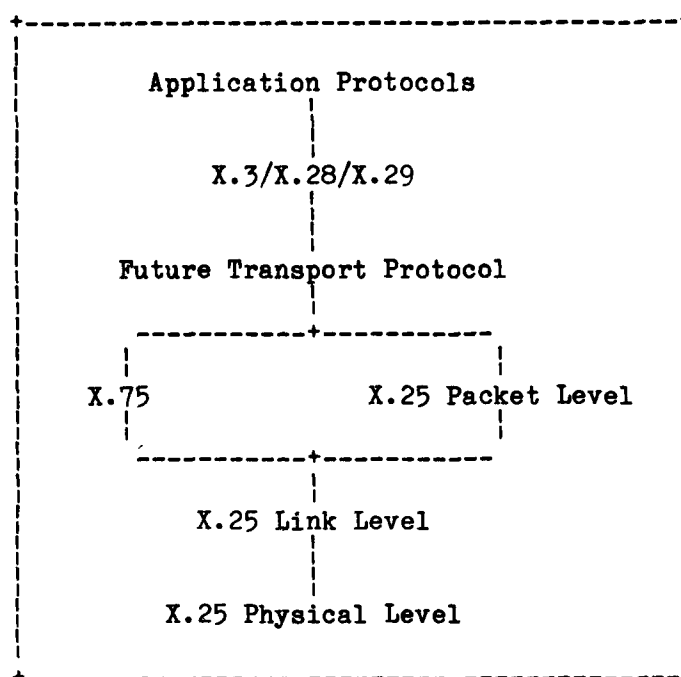 Application Protocols
X.3/X.28/X.29
Future Transport Protocol
X.75 X.25 Packet Level
X.25 Link Level
X.25 Physical Level